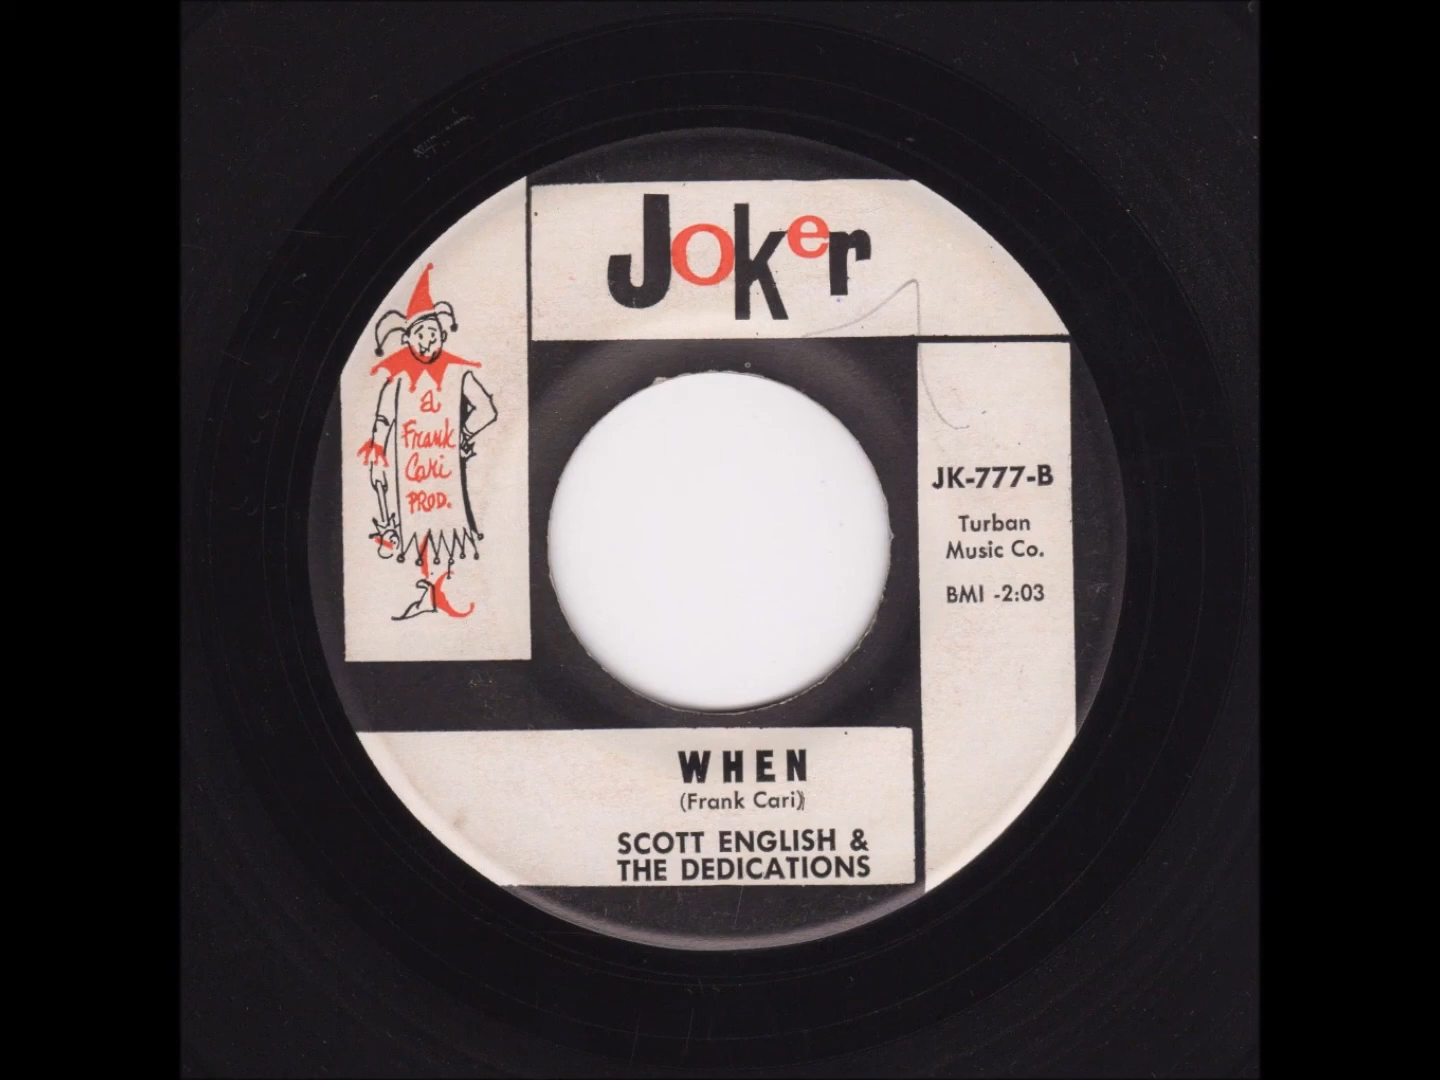 Joker
a
Frank
Cari
PROD.
JK-777-B
Turban
Music Co.
BMI -2:03
WHEN
(Frank Cari)
SCOTT ENGLISH &
THE DEDICATIONS